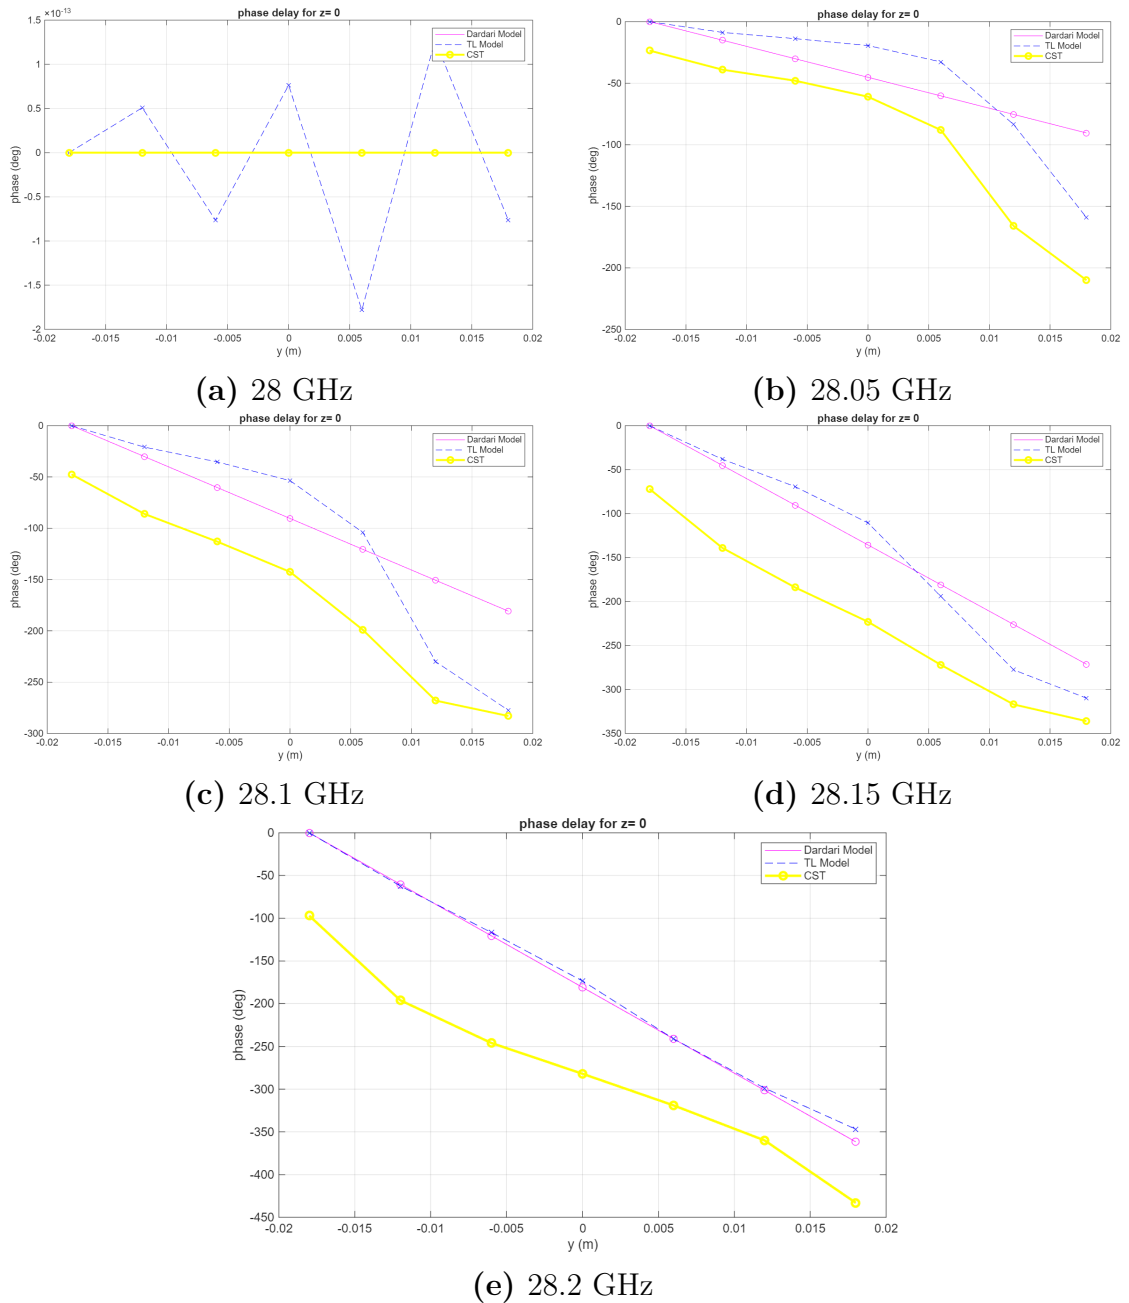 phase delay for z= 0
×10⁻¹³
1.5
1
0.5
0
-0.5
-1
-1.5
-2
phase (deg)
Dardari Model
TL Model
CST
-0.02 -0.015 -0.01 -0.005 0 0.005 0.01 0.015 0.02
y (m)
(a) 28 GHz
phase delay for z= 0
0
-50
-100
-150
-200
-250
phase (deg)
Dardari Model
TL Model
CST
-0.02 -0.015 -0.01 -0.005 0 0.005 0.01 0.015 0.02
y (m)
(b) 28.05 GHz
phase delay for z= 0
0
-50
-100
-150
-200
-250
-300
phase (deg)
Dardari Model
TL Model
CST
-0.02 -0.015 -0.01 -0.005 0 0.005 0.01 0.015 0.02
y (m)
(c) 28.1 GHz
phase delay for z= 0
0
-50
-100
-150
-200
-250
-300
-350
phase (deg)
Dardari Model
TL Model
CST
-0.02 -0.015 -0.01 -0.005 0 0.005 0.01 0.015 0.02
y (m)
(d) 28.15 GHz
phase delay for z= 0
0
-50
-100
-150
-200
-250
-300
-350
-400
-450
phase (deg)
Dardari Model
TL Model
CST
-0.02 -0.015 -0.01 -0.005 0 0.005 0.01 0.015 0.02
y (m)
(e) 28.2 GHz